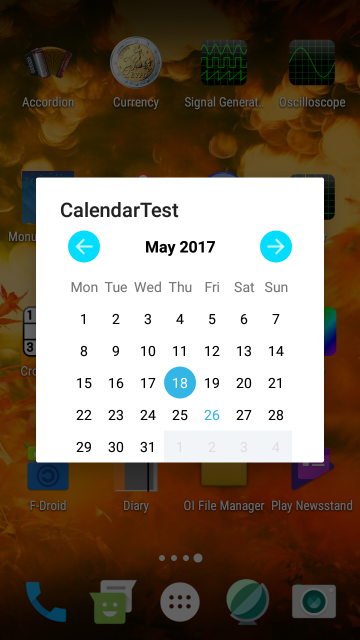 Accordion Currency Signal Generat. Oscilloscope
CalendarTest
May 2017
Mon Tue Wed Thu Fri Sat Sun
1 2 3 4 5 6 7
8 9 10 11 12 13 14
15 16 17 18 19 20 21
22 23 24 25 26 27 28
29 30 31 1 2 3 4
F-Droid Diary OI File Manager Play Newsstand